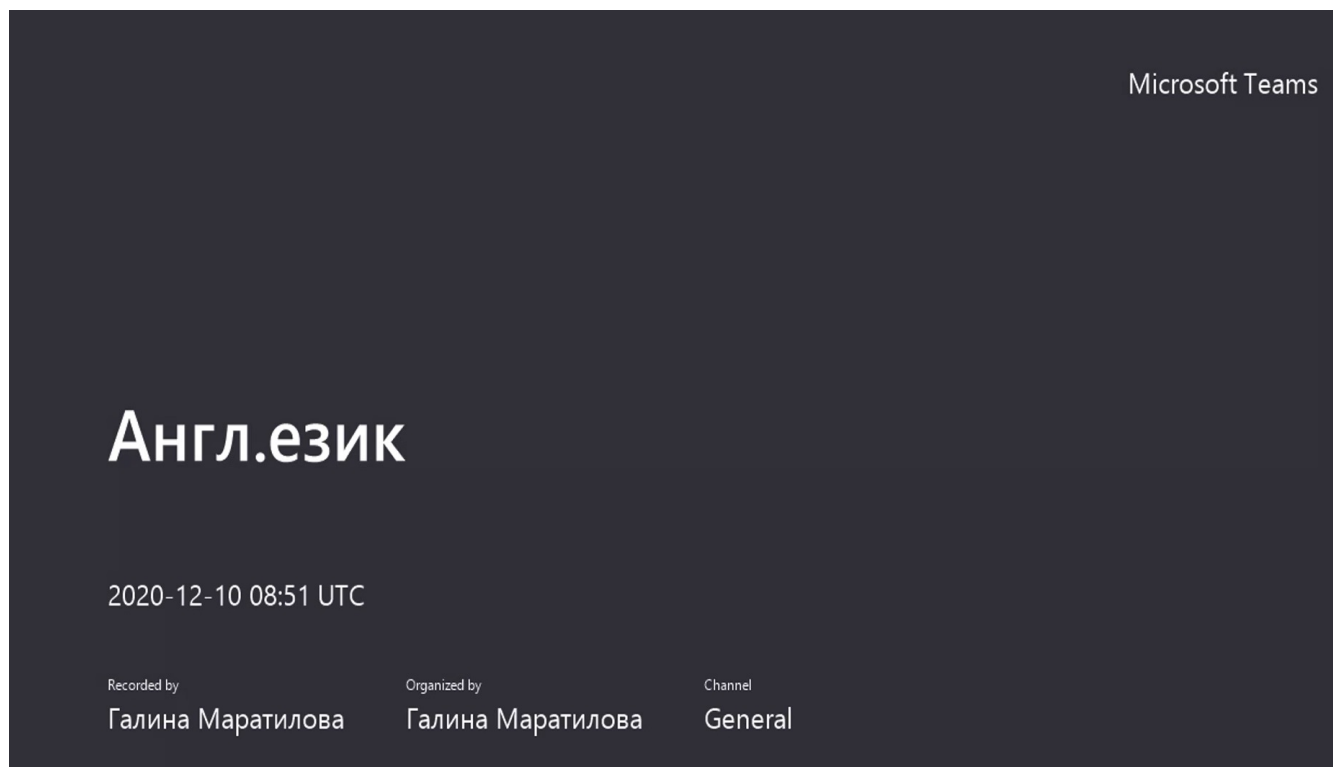 Microsoft Teams
Англ.език
2020-12-10 08:51 UTC
Recorded by Organized by Channel
Галина Маратилова Галина Маратилова General